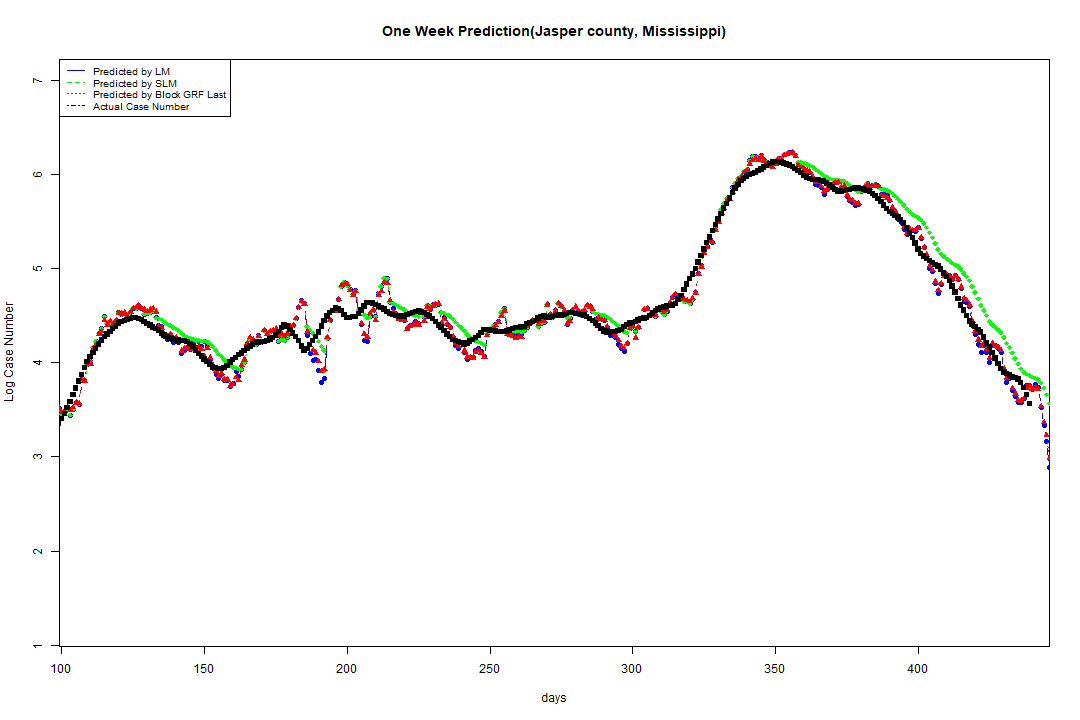 One Week Prediction(Jasper county, Mississippi)
Predicted by LM
Predicted by SLM
Predicted by Block GRF Last
Actual Case Number
7
6
5
4
3
2
1
Log Case Number
100 150 200 250 300 350 400
days